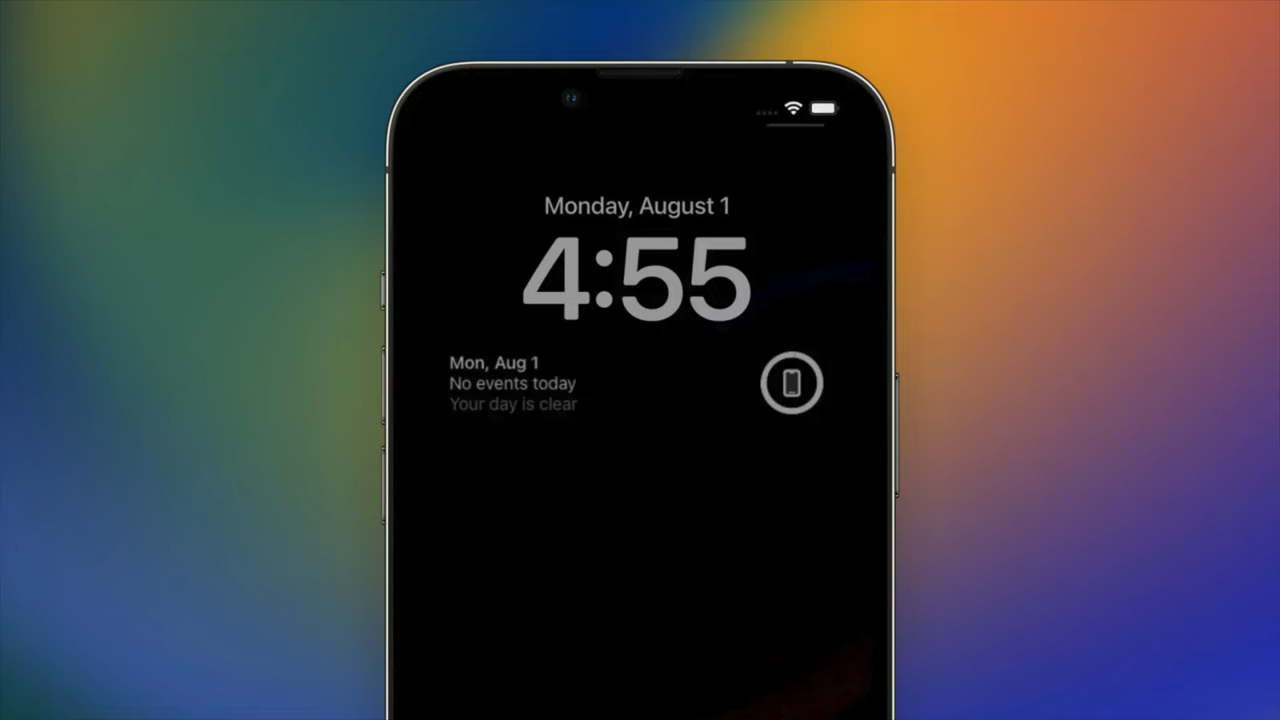 Monday, August 1
4:55
Mon, Aug 1
No events today
Your day is clear